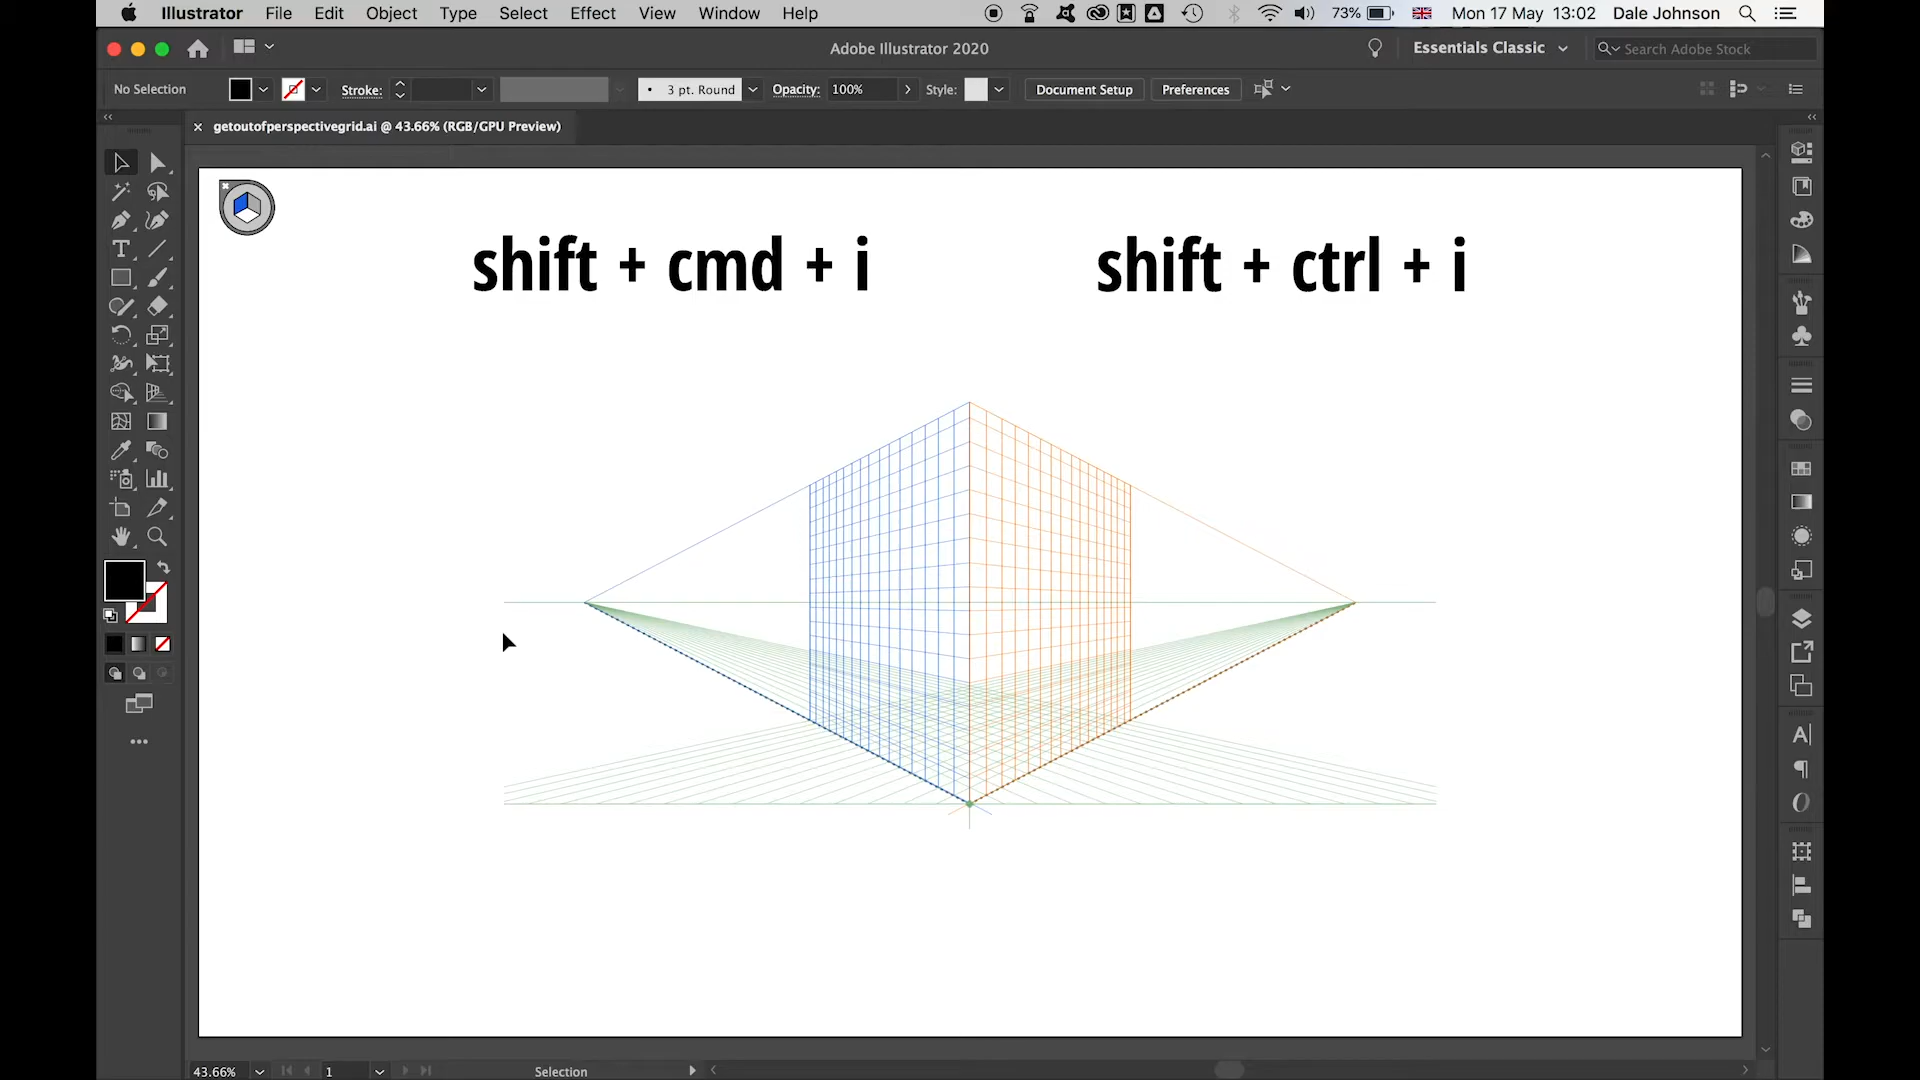 Illustrator File Edit Object Type Select Effect View Window Help 73% Mon 17 May 13:02 Dale Johnson
Adobe Illustrator 2020 Essentials Classic Search Adobe Stock
No Selection Stroke: 3 pt. Round Opacity: 100% Style: Document Setup Preferences
getoutofperspectivegrid.ai @ 43.66% (RGB/GPU Preview)
shift + cmd + i shift + ctrl + i
43.66% 1 Selection